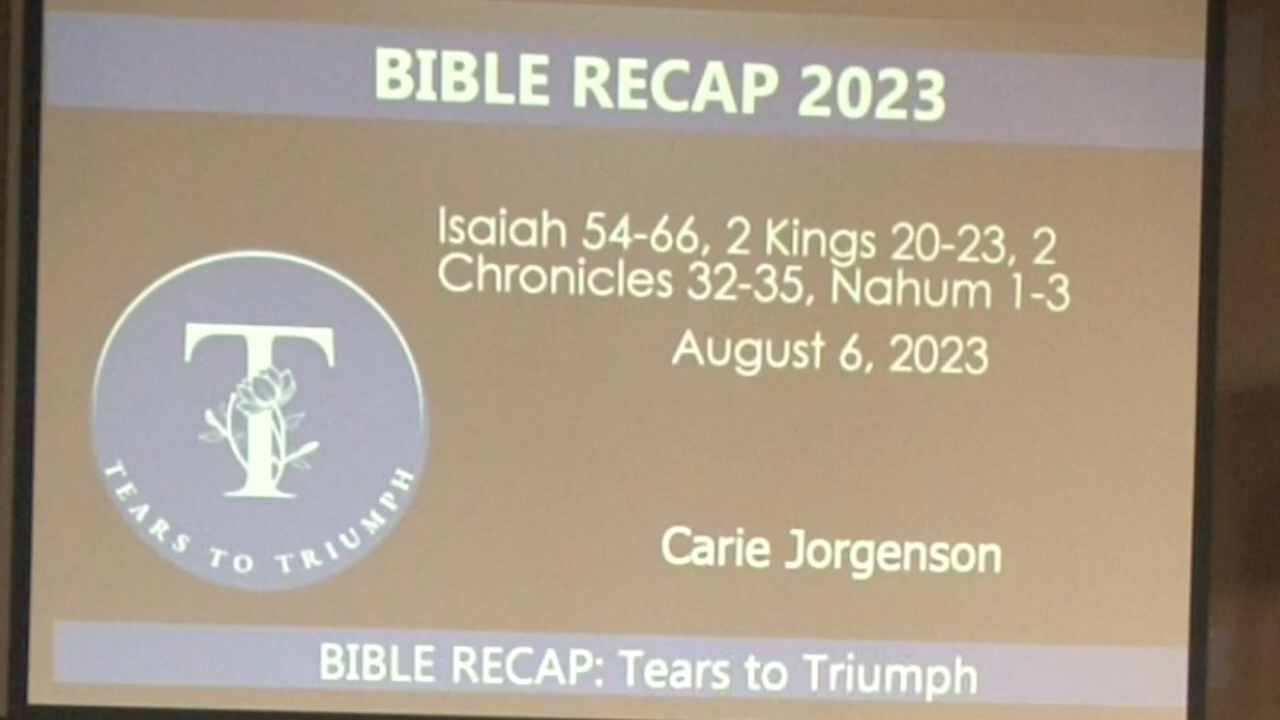 BIBLE RECAP 2023
Isaiah 54-66, 2 Kings 20-23, 2
Chronicles 32-35, Nahum 1-3
August 6, 2023
T
TEARS TO TRIUMPH
Carie Jorgenson
BIBLE RECAP: Tears to Triumph